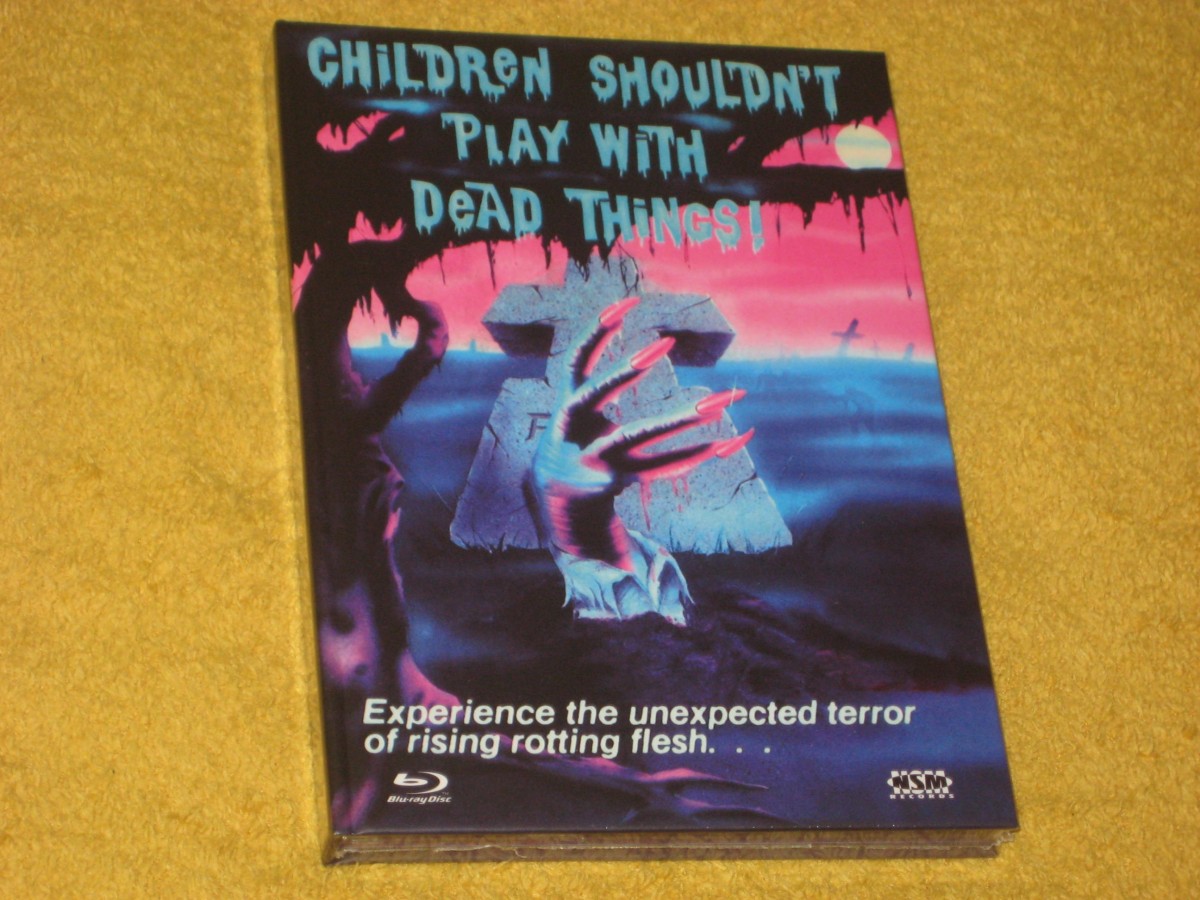 CHiLDReN SHOULDN'T
PLAY WiTH
DeAD THiNGS!
Experience the unexpected terror
of rising rotting flesh. . .
Blu-ray Disc
NSM
RECORDS